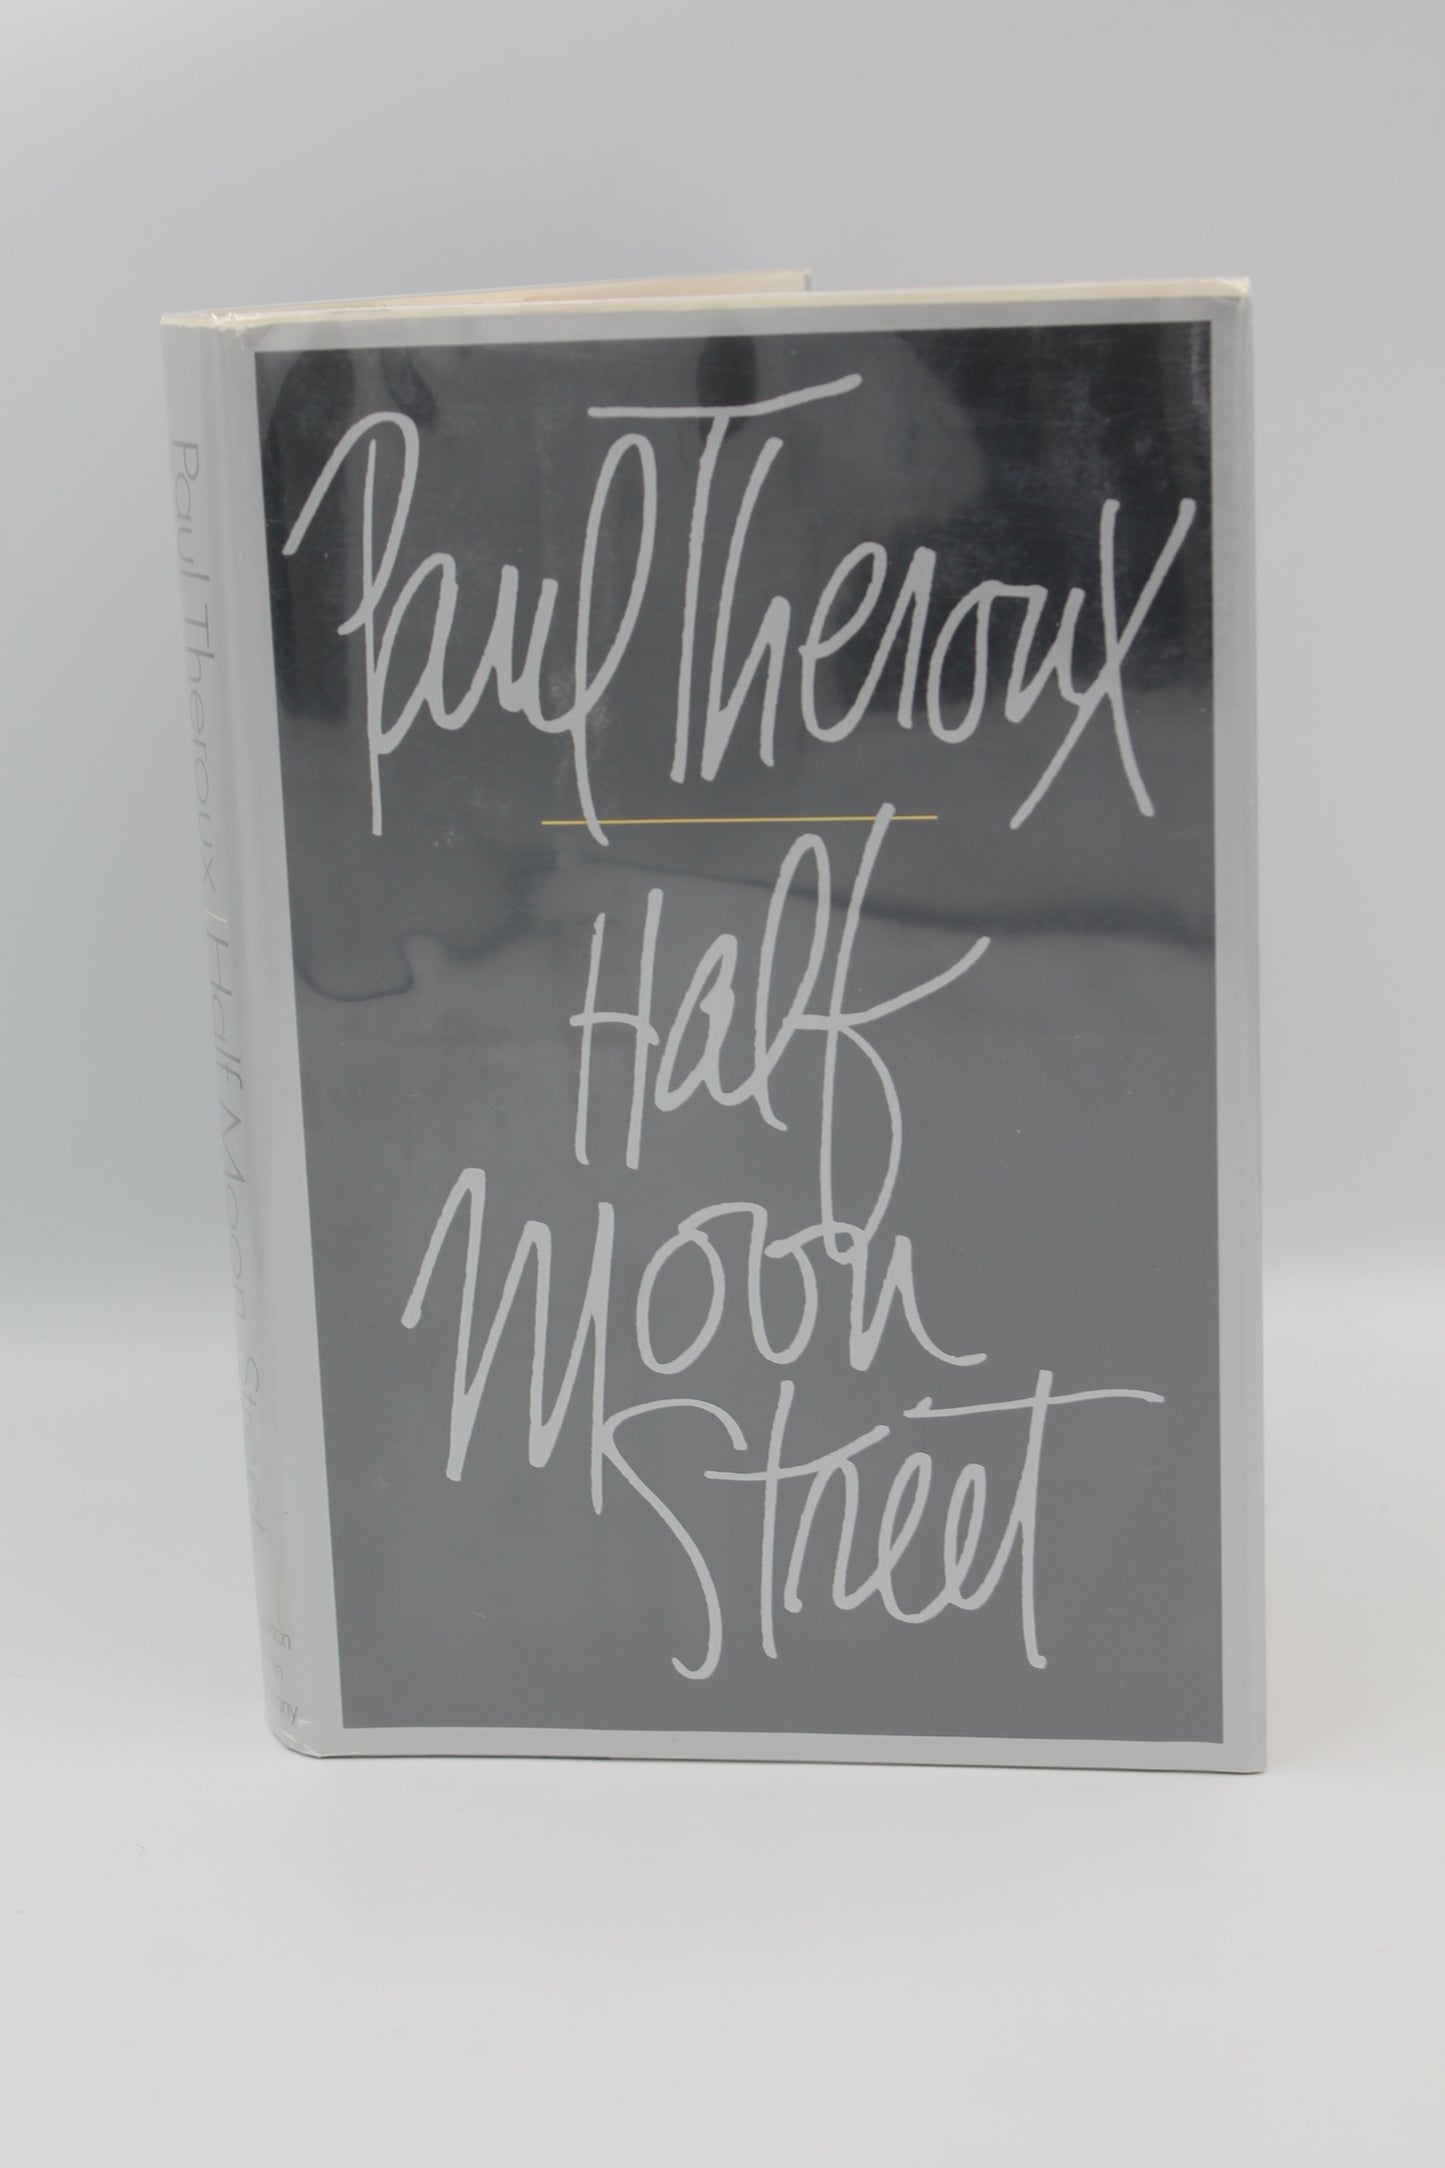 Paul Theroux
Half
Moon
Street
Paul Theroux | Half Moon Street